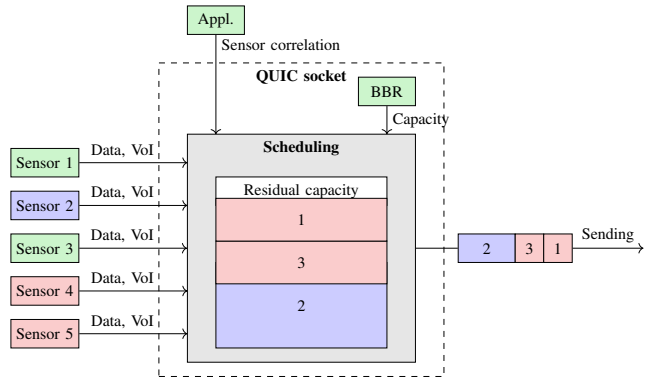 Appl.
Sensor correlation
QUIC socket
BBR
Capacity
Scheduling
Sensor 1
Data, VoI
Sensor 2
Data, VoI
Sensor 3
Data, VoI
Sensor 4
Data, VoI
Sensor 5
Data, VoI
Residual capacity
1
3
2
2 3 1
Sending